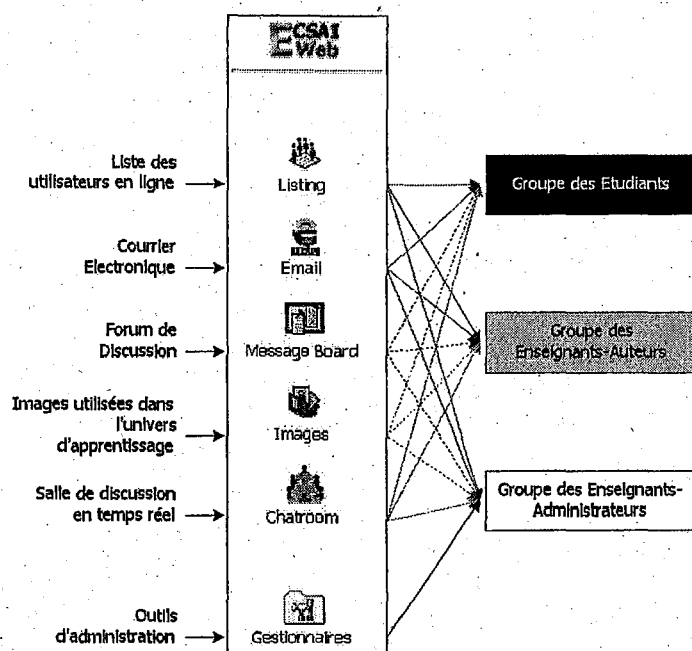 ECSAI
Web
Liste des
utilisateurs en ligne
Listing
Groupe des Etudiants
Courrier
Electronique
Email
Forum de
Discussion
Message Board
Groupe des
Enseignants-Auteurs
Images utilisées dans
l'univers
d'apprentissage
Images
Salle de discussion
en temps réel
Chatroom
Groupe des Enseignants-
Administrateurs
Outils
d'administration
Gestionnaires